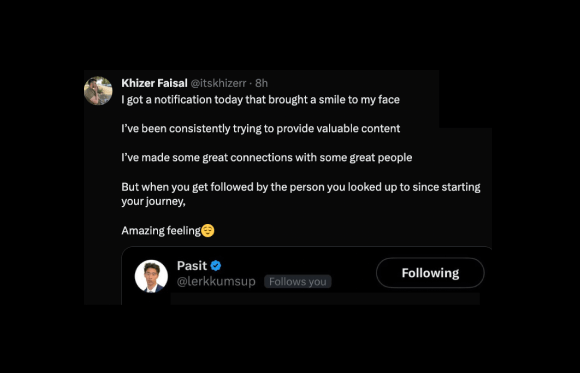 Khizer Faisal @itskhizerr · 8h
I got a notification today that brought a smile to my face
I've been consistently trying to provide valuable content
I've made some great connections with some great people
But when you get followed by the person you looked up to since starting
your journey,
Amazing feeling😌
Pasit
@lerkkumsup Follows you
Following